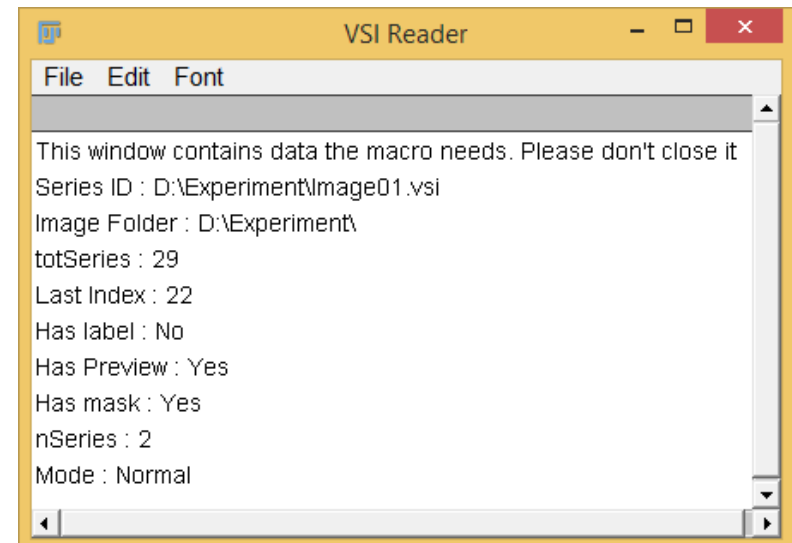 VSI Reader
File Edit Font
This window contains data the macro needs. Please don't close it
Series ID : D:\Experiment\Image01.vsi
Image Folder : D:\Experiment\
totSeries : 29
Last Index : 22
Has label : No
Has Preview : Yes
Has mask : Yes
nSeries : 2
Mode : Normal